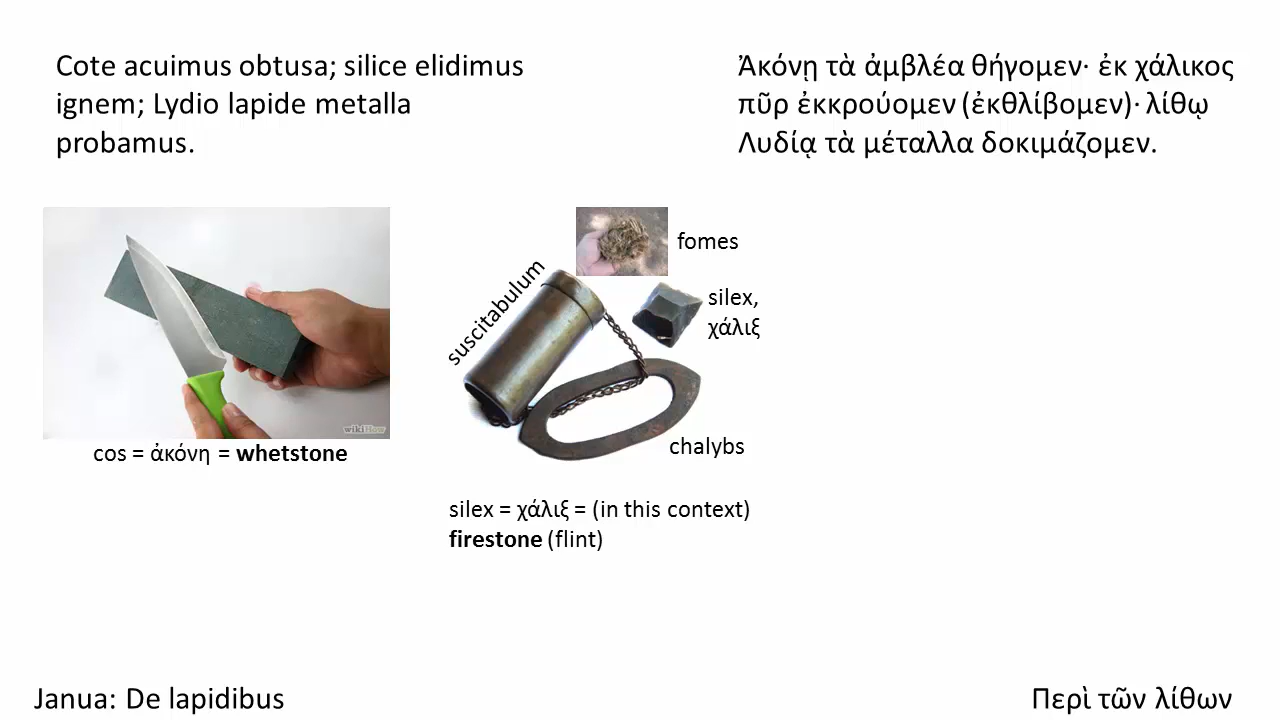 Cote acuimus obtusa; silice elidimus
ignem; Lydio lapide metalla
probamus.
Ἀκόνῃ τὰ ἀμβλέα θήγομεν· ἐκ χάλικος
πῦρ ἐκκρούομεν (ἐκθλίβομεν)· λίθῳ
Λυδίᾳ τὰ μέταλλα δοκιμάζομεν.
fomes
suscitabulum
silex,
χάλιξ
chalybs
wikiHow
cos = ἀκόνη = whetstone
silex = χάλιξ = (in this context)
firestone (flint)
Janua: De lapidibus
Περὶ τῶν λίθων